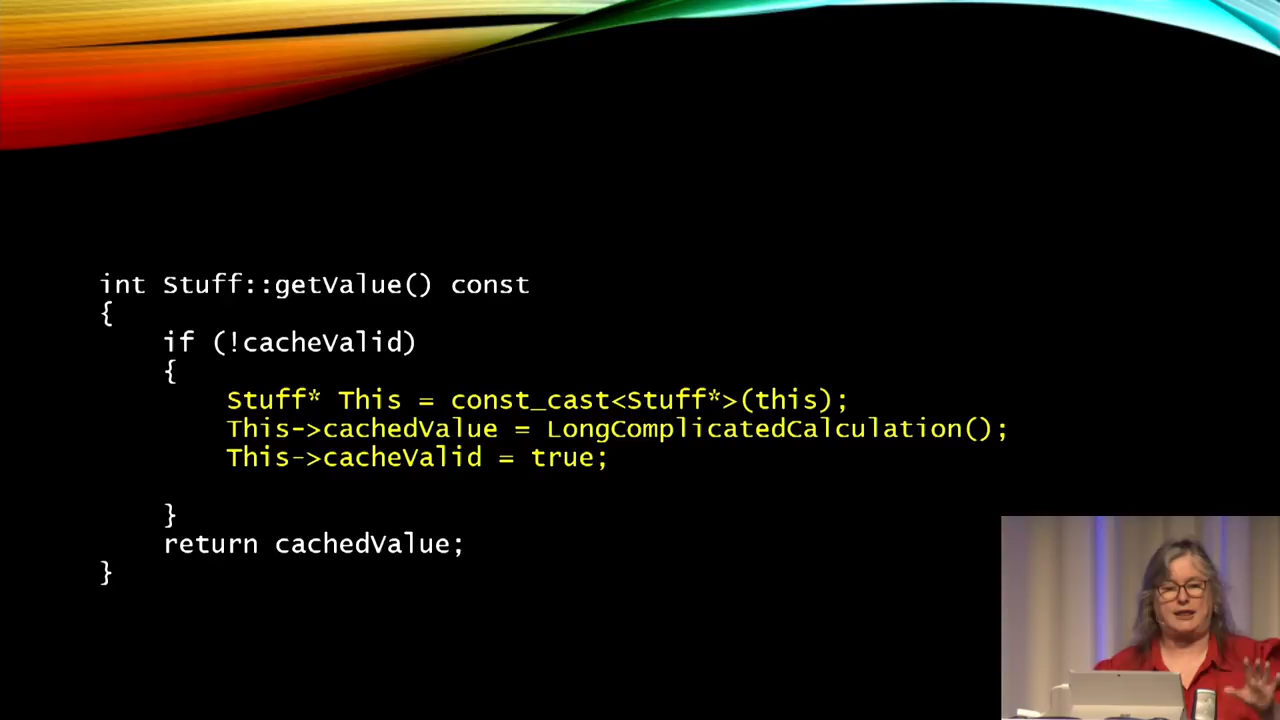 int Stuff::getValue() const
{
    if (!cacheValid)
    {
        Stuff* This = const_cast<Stuff*>(this);
        This->cachedValue = LongComplicatedCalculation();
        This->cacheValid = true;
    }
    return cachedValue;
}